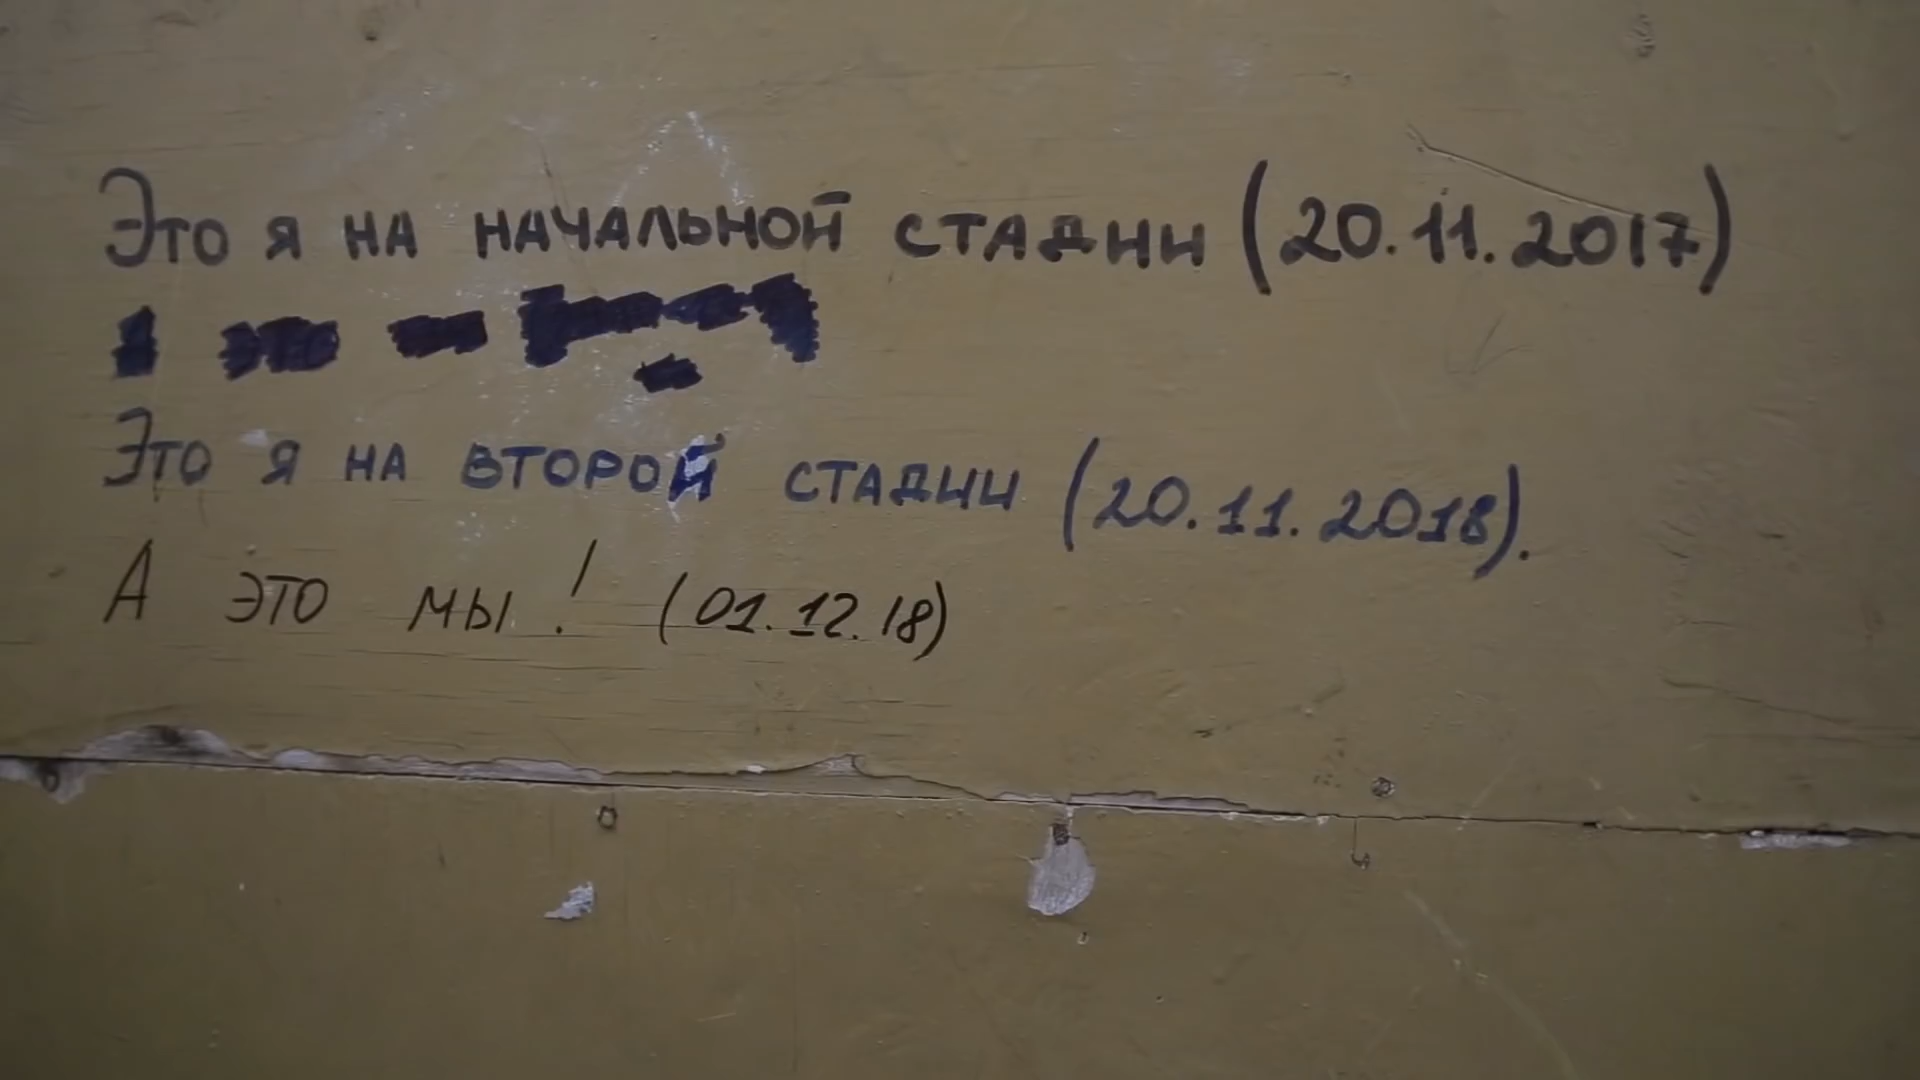 Это я на начальной стадии (20.11.2017)
Это я на второй стадии (20.11.2018).
А это мы! (01.12.18)